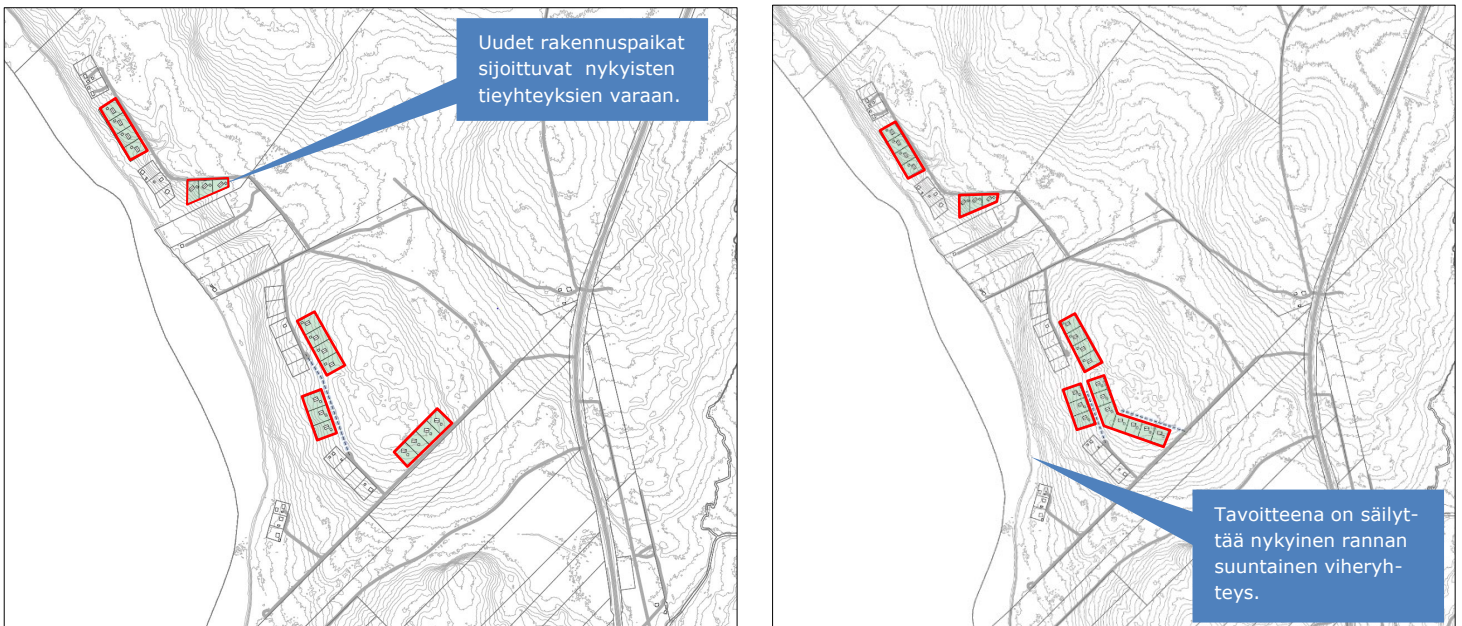 Uudet rakennuspaikat
sijoittuvat nykyisten
tieyhteyksien varaan.
Tavoitteena on säilyt-
tää nykyinen rannan
suuntainen viheryh-
teys.